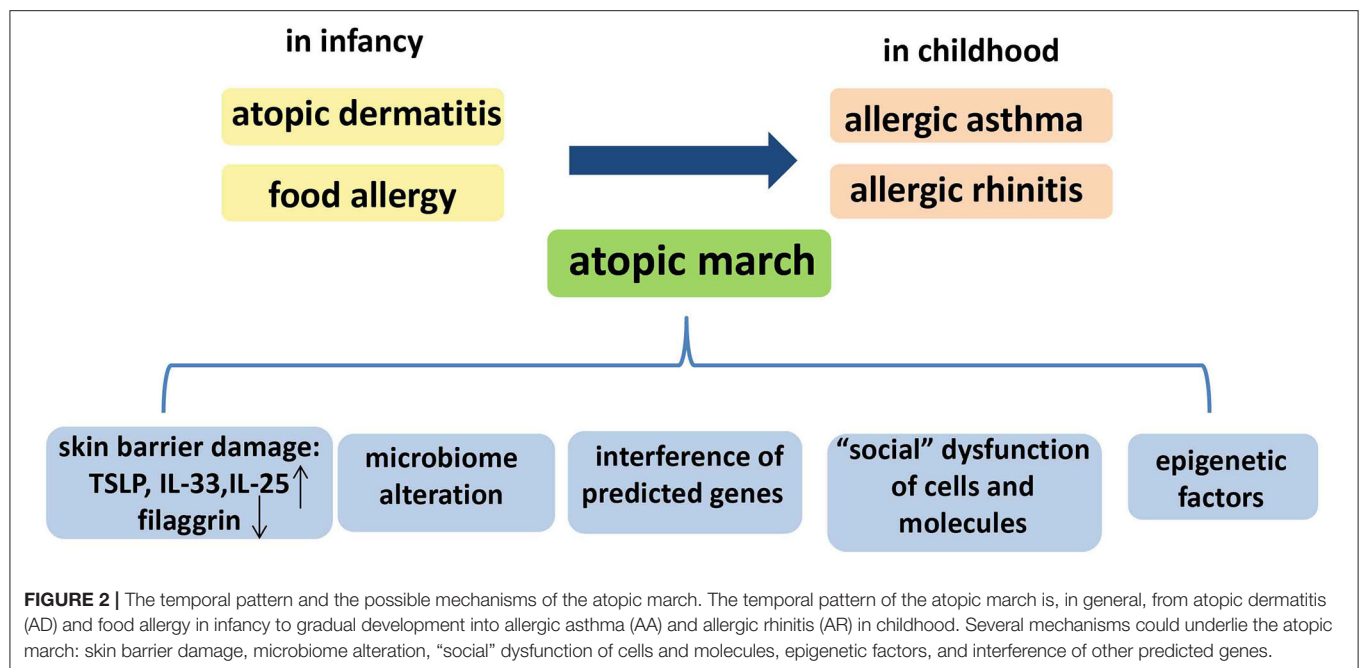 in infancy
in childhood
atopic dermatitis
allergic asthma
food allergy
allergic rhinitis
atopic march
skin barrier damage:
TSLP, IL-33,IL-25↑
filaggrin ↓
microbiome
alteration
interference of
predicted genes
“social” dysfunction
of cells and
molecules
epigenetic
factors
FIGURE 2 | The temporal pattern and the possible mechanisms of the atopic march. The temporal pattern of the atopic march is, in general, from atopic dermatitis
(AD) and food allergy in infancy to gradual development into allergic asthma (AA) and allergic rhinitis (AR) in childhood. Several mechanisms could underlie the atopic
march: skin barrier damage, microbiome alteration, “social” dysfunction of cells and molecules, epigenetic factors, and interference of other predicted genes.